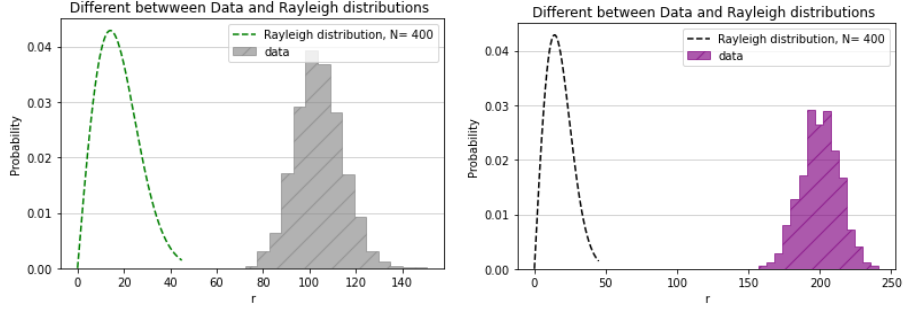 Different betwween Data and Rayleigh distributions
Rayleigh distribution, N= 400
data
Probability
0.04
0.03
0.02
0.01
0.00
0
20
40
60
80
100
120
140
r
Different between Data and Rayleigh distributions
Rayleigh distribution, N= 400
data
Probability
0.04
0.03
0.02
0.01
0.00
0
50
100
150
200
250
r